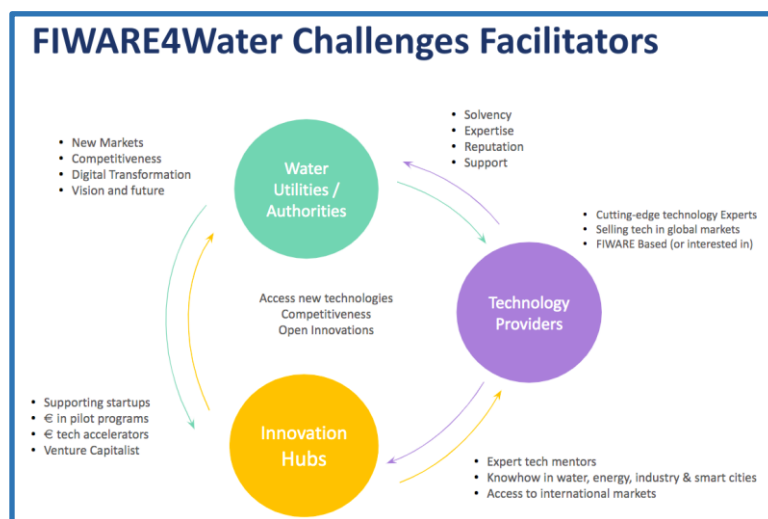 FIWARE4Water Challenges Facilitators
• Solvency
• Expertise
• Reputation
• Support
• New Markets
• Competitiveness
• Digital Transformation
• Vision and future
Water
Utilities /
Authorities
• Cutting-edge technology Experts
• Selling tech in global markets
• FIWARE Based (or interested in)
Access new technologies
Competitiveness
Open Innovations
Technology
Providers
• Supporting startups
• € in pilot programs
• € tech accelerators
• Venture Capitalist
Innovation
Hubs
• Expert tech mentors
• Knowhow in water, energy, industry & smart cities
• Access to international markets